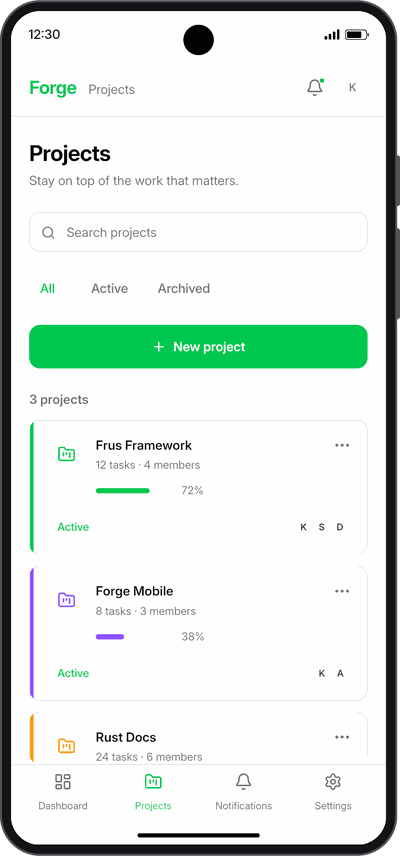 12:30
Forge Projects K
Projects
Stay on top of the work that matters.
Search projects
All Active Archived
+ New project
3 projects
Frus Framework
12 tasks · 4 members
72%
Active K S D
Forge Mobile
8 tasks · 3 members
38%
Active K A
Rust Docs
24 tasks · 6 members
Dashboard Projects Notifications Settings